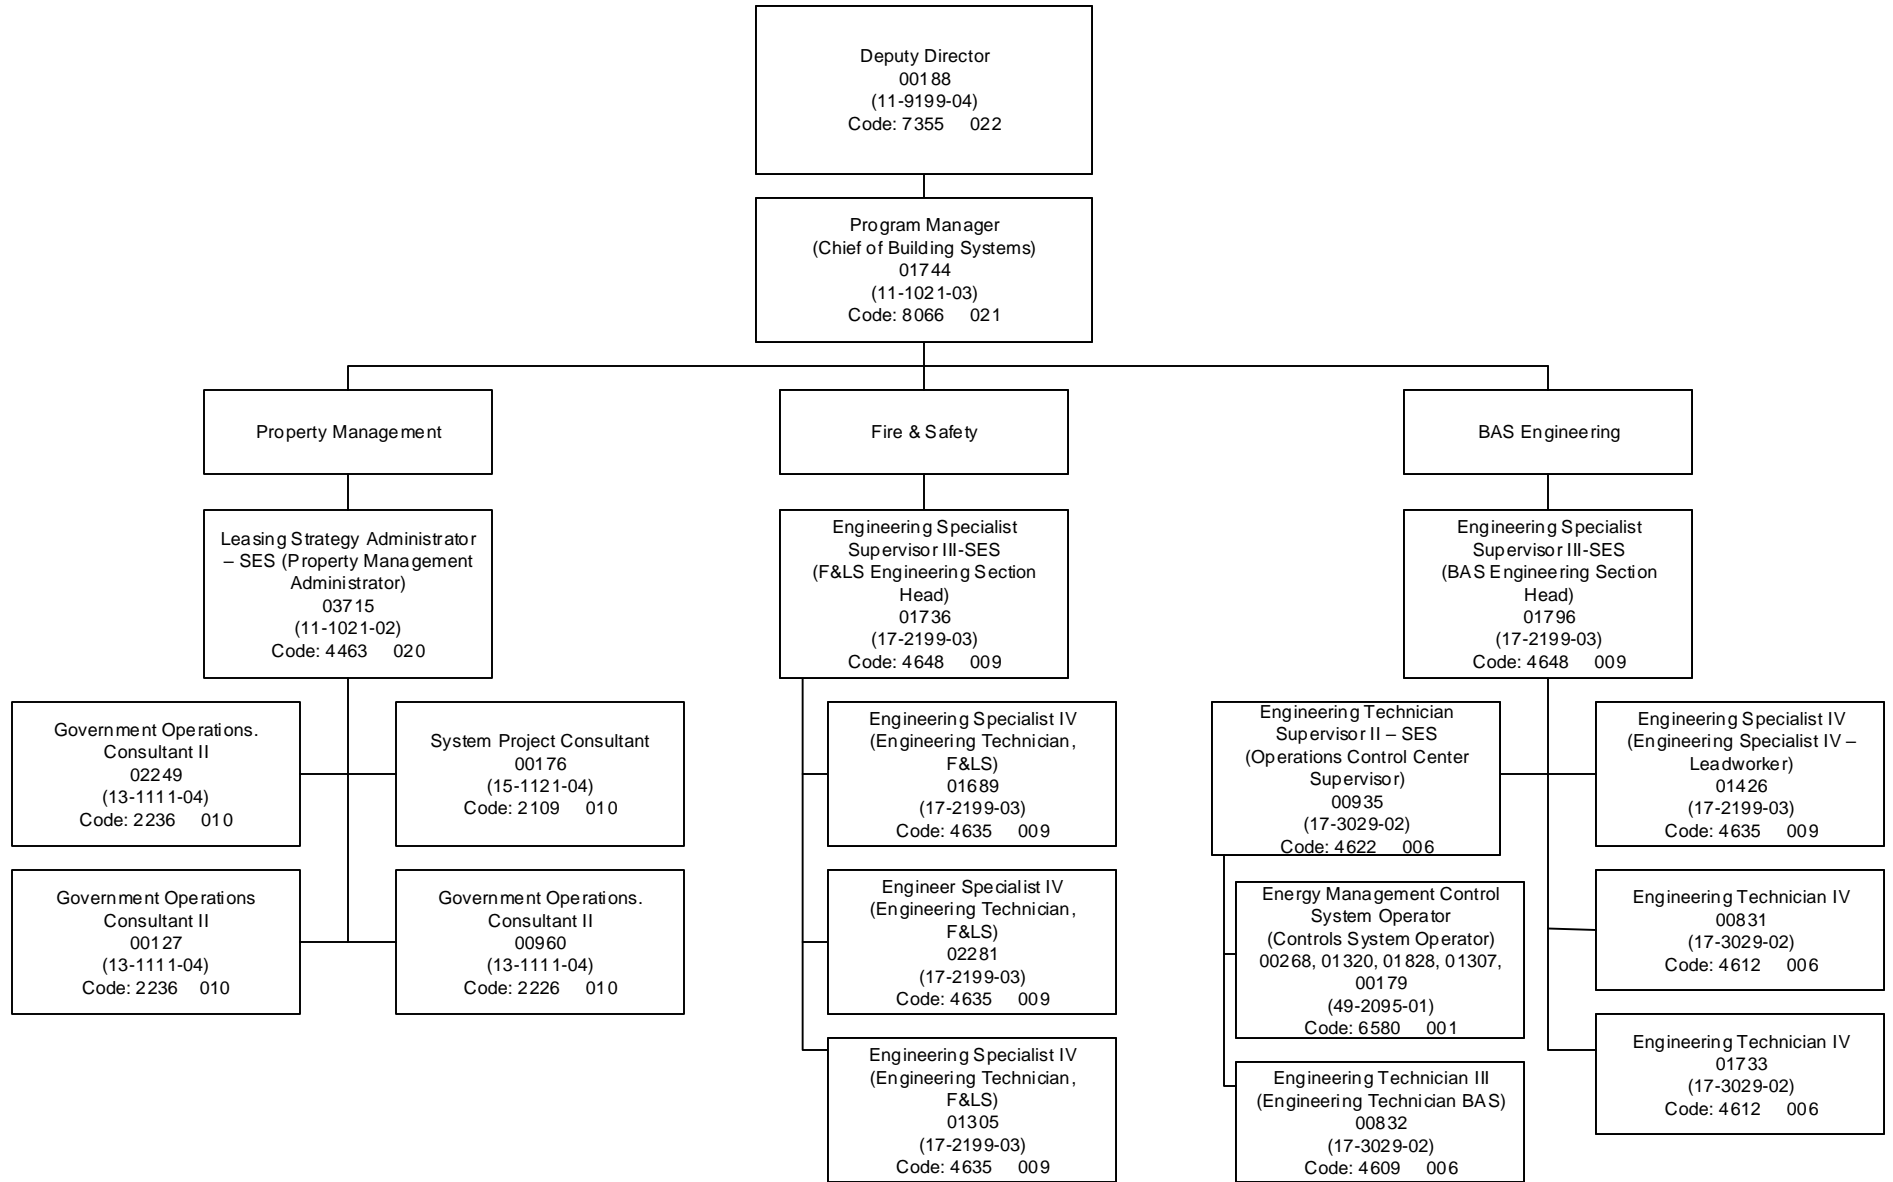 Deputy Director
00188
(11-9199-04)
Code: 7355 022
Program Manager
(Chief of Building Systems)
01744
(11-1021-03)
Code: 8066 021
Property Management
Fire & Safety
BAS Engineering
Leasing Strategy Administrator
– SES (Property Management
Administrator)
03715
(11-1021-02)
Code: 4463 020
Engineering Specialist
Supervisor III-SES
(F&LS Engineering Section
Head)
01736
(17-2199-03)
Code: 4648 009
Engineering Specialist
Supervisor III-SES
(BAS Engineering Section
Head)
01796
(17-2199-03)
Code: 4648 009
Government Operations.
Consultant II
02249
(13-1111-04)
Code: 2236 010
System Project Consultant
00176
(15-1121-04)
Code: 2109 010
Government Operations
Consultant II
00127
(13-1111-04)
Code: 2236 010
Government Operations.
Consultant II
00960
(13-1111-04)
Code: 2226 010
Engineering Specialist IV
(Engineering Technician,
F&LS)
01689
(17-2199-03)
Code: 4635 009
Engineer Specialist IV
(Engineering Technician,
F&LS)
02281
(17-2199-03)
Code: 4635 009
Engineering Specialist IV
(Engineering Technician,
F&LS)
01305
(17-2199-03)
Code: 4635 009
Engineering Technician
Supervisor II – SES
(Operations Control Center
Supervisor)
00935
(17-3029-02)
Code: 4622 006
Energy Management Control
System Operator
(Controls System Operator)
00268, 01320, 01828, 01307,
00179
(49-2095-01)
Code: 6580 001
Engineering Technician III
(Engineering Technician BAS)
00832
(17-3029-02)
Code: 4609 006
Engineering Specialist IV
(Engineering Specialist IV –
Leadworker)
01426
(17-2199-03)
Code: 4635 009
Engineering Technician IV
00831
(17-3029-02)
Code: 4612 006
Engineering Technician IV
01733
(17-3029-02)
Code: 4612 006